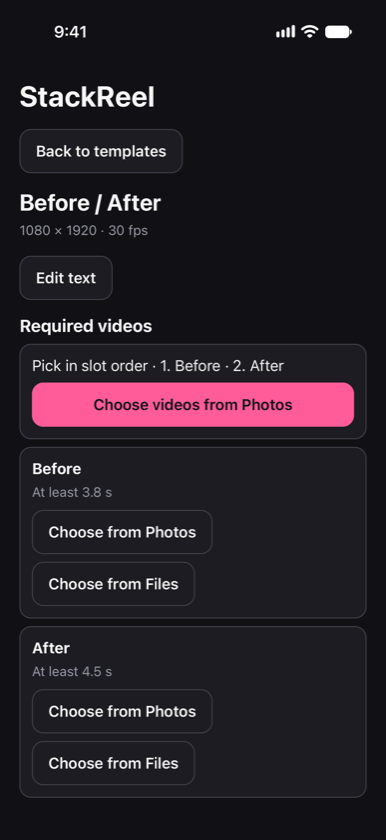 9:41
StackReel
Back to templates
Before / After
1080 × 1920 · 30 fps
Edit text
Required videos
Pick in slot order · 1. Before · 2. After
Choose videos from Photos
Before
At least 3.8 s
Choose from Photos
Choose from Files
After
At least 4.5 s
Choose from Photos
Choose from Files